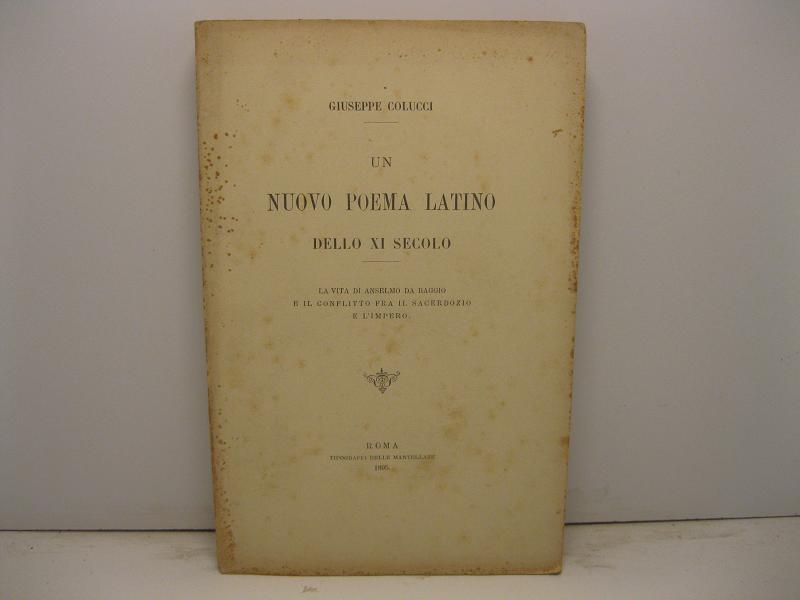 GIUSEPPE COLUCCI
UN
NUOVO POEMA LATINO
DELLO XI SECOLO
LA VITA DI ANSELMO DA BAGGIO
E IL CONFLITTO FRA IL SACERDOZIO
E L'IMPERO.
ROMA
TIPOGRAFIA DELLE MANTELLATE
1895.